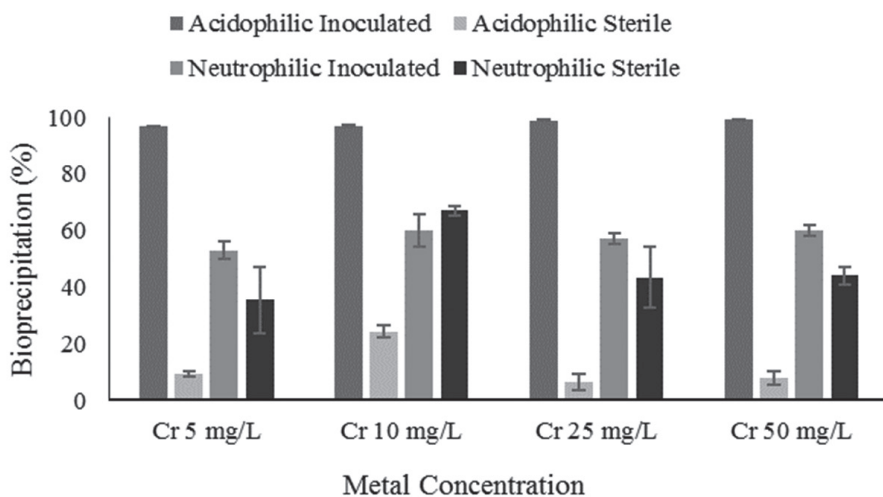 Acidophilic Inoculated Acidophilic Sterile
Neutrophilic Inoculated Neutrophilic Sterile
Bioprecipitation (%)
100
80
60
40
20
0
Cr 5 mg/L Cr 10 mg/L Cr 25 mg/L Cr 50 mg/L
Metal Concentration